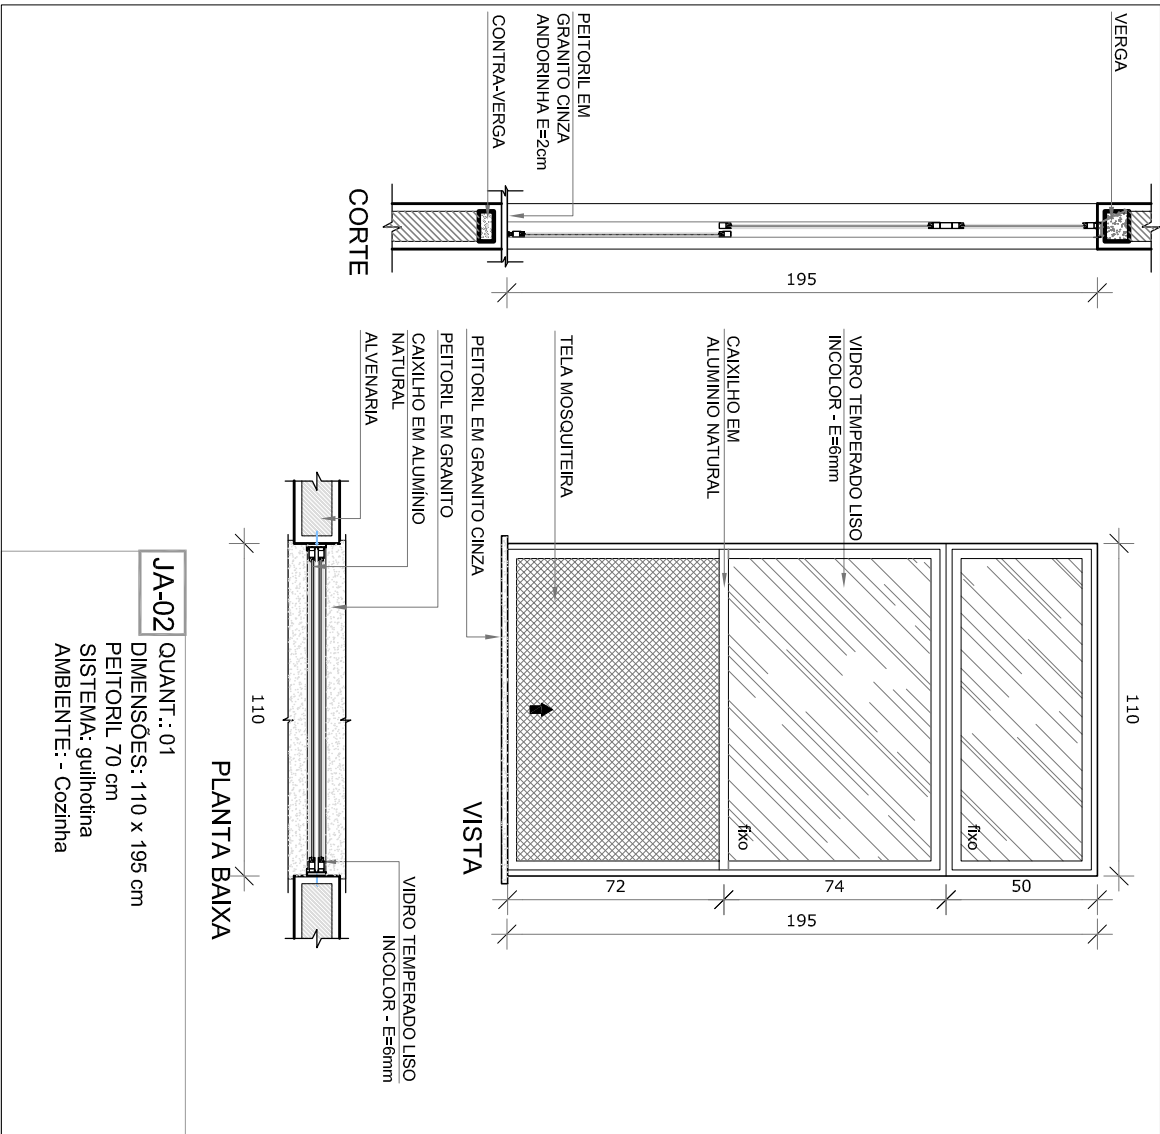 VERGA
PEITORIL EM
GRANITO CINZA
ANDORINHA E=2cm
CONTRA-VERGA
CORTE
195
VIDRO TEMPERADO LISO
INCOLOR - E=6mm
CAIXILHO EM
ALUMINIO NATURAL
TELA MOSQUITEIRA
PEITORIL EM GRANITO CINZA
110
fixo
fixo
50
74
72
195
VISTA
PEITORIL EM GRANITO
CAIXILHO EM ALUMÍNIO
NATURAL
ALVENARIA
VIDRO TEMPERADO LISO
INCOLOR - E=6mm
110
PLANTA BAIXA
JA-02
QUANT.: 01
DIMENSÕES: 110 x 195 cm
PEITORIL 70 cm
SISTEMA: guilhotina
AMBIENTE: - Cozinha